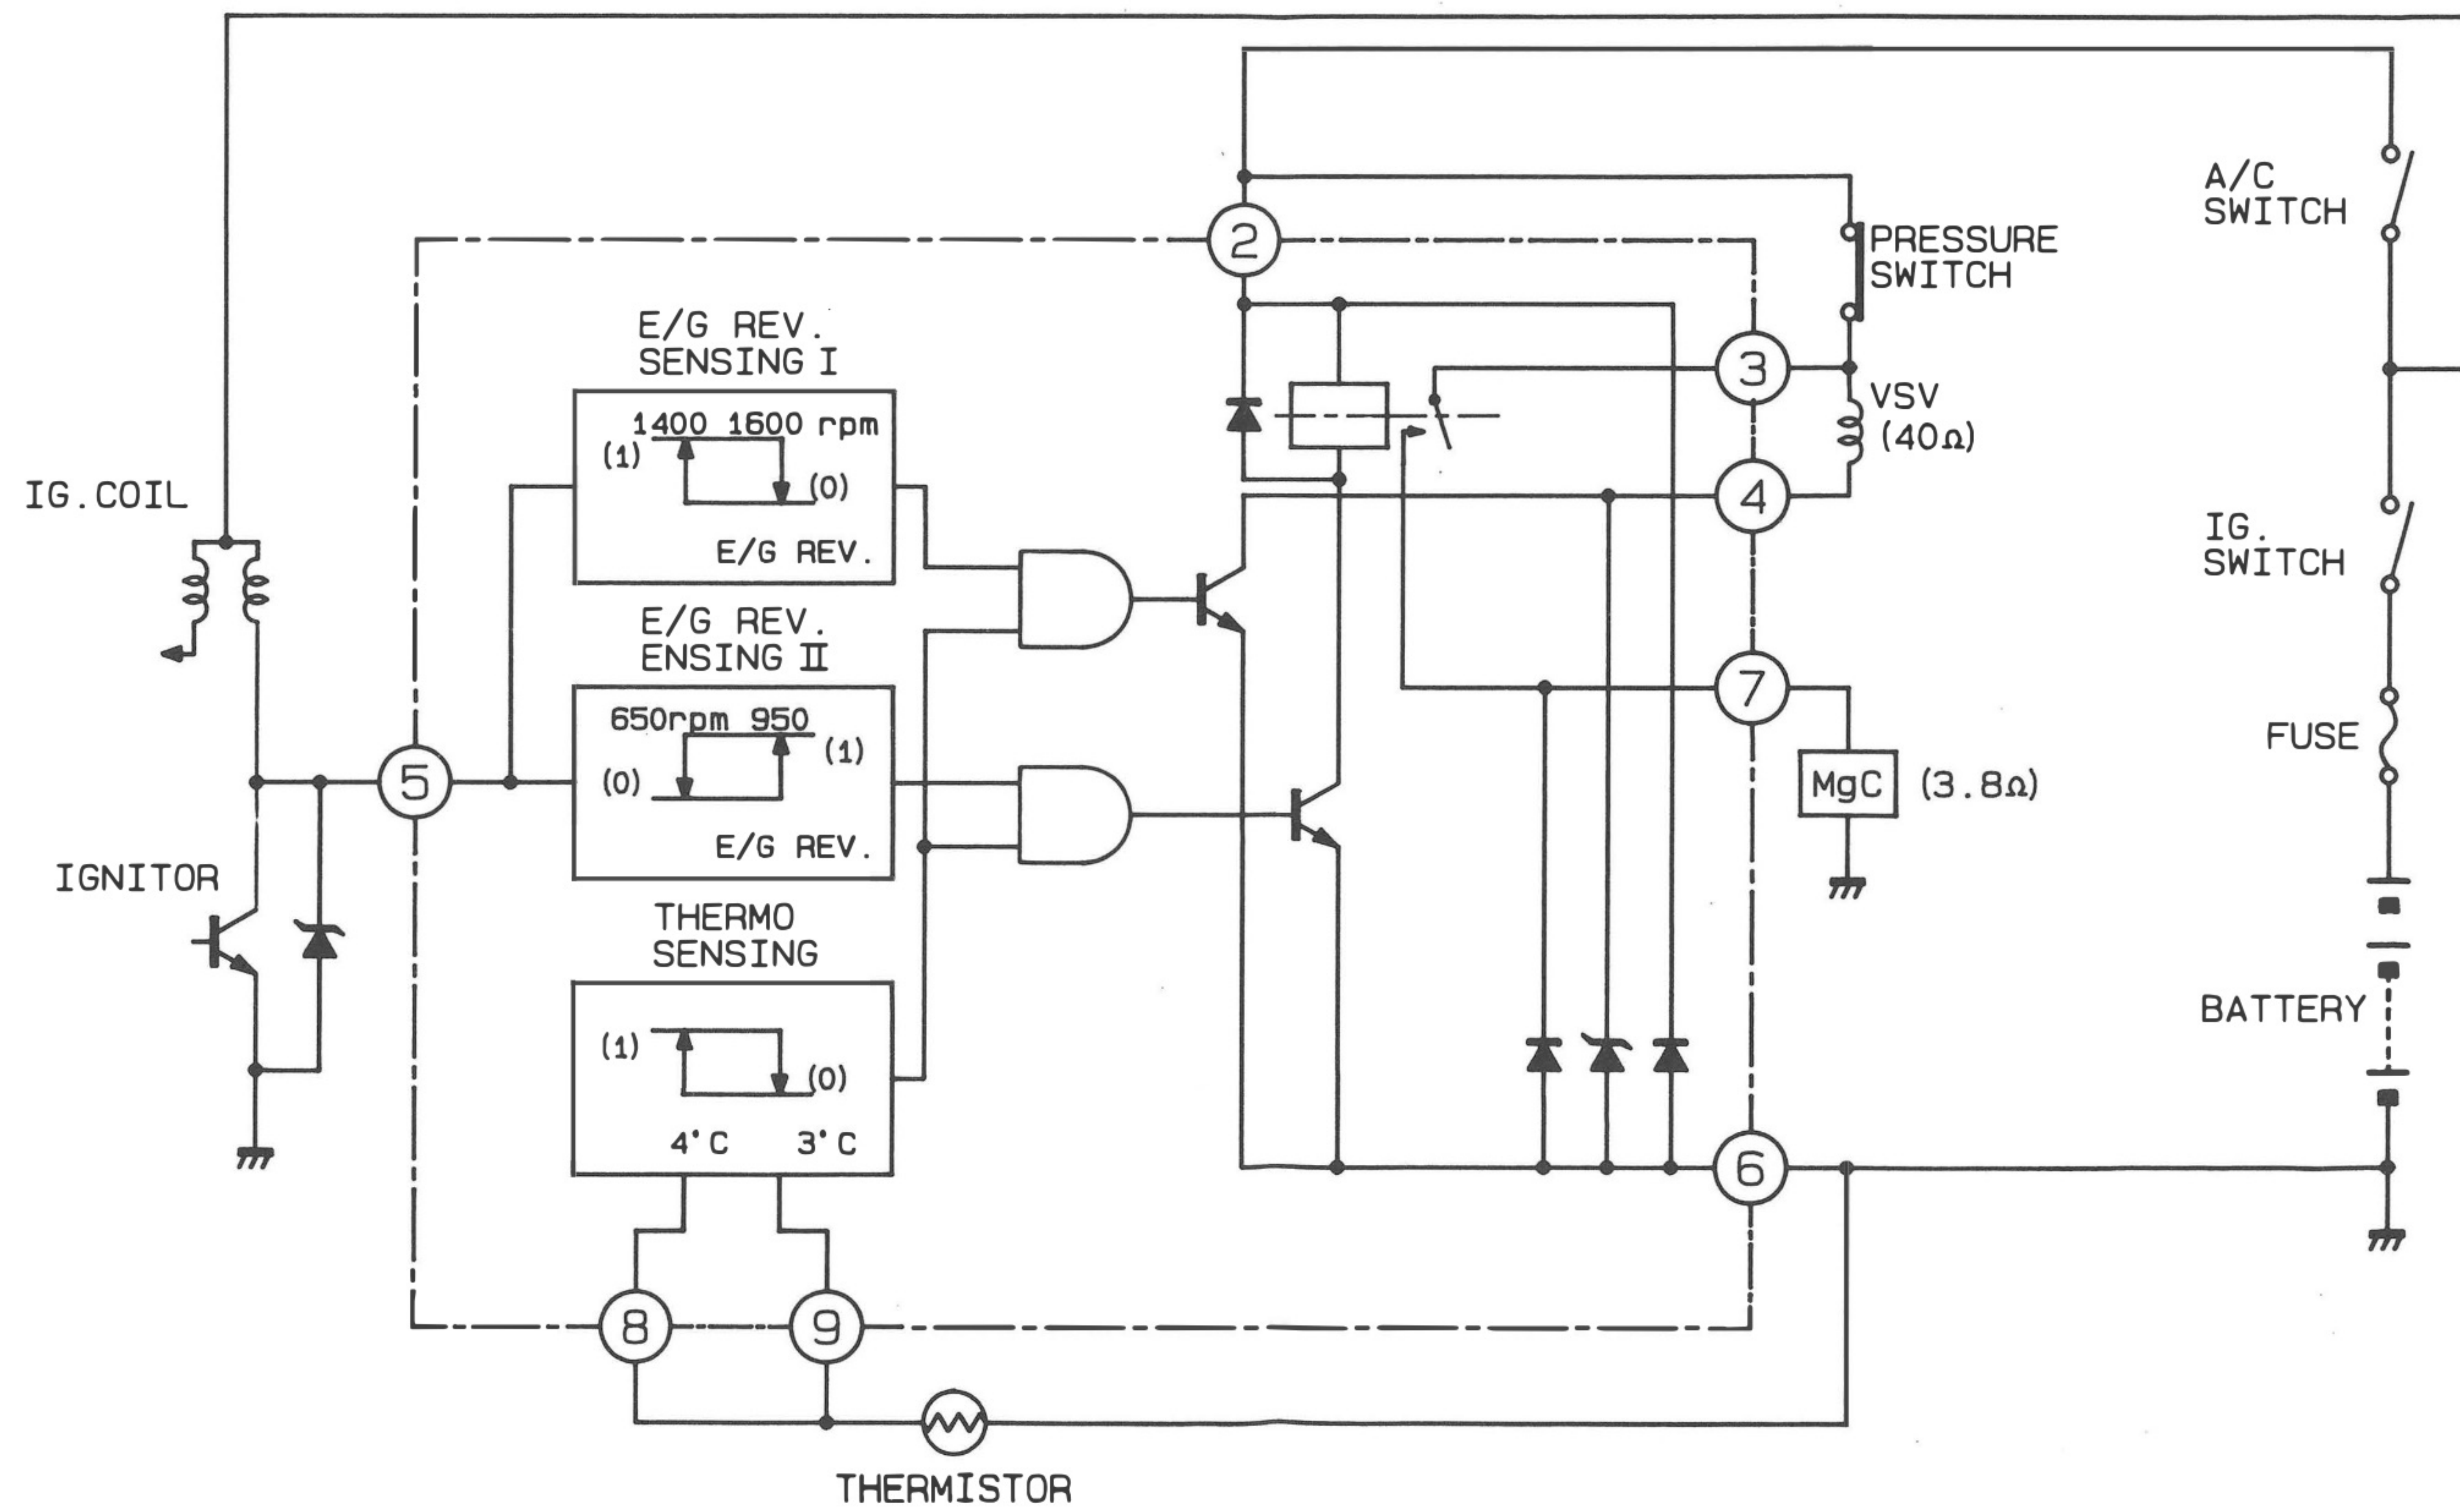 A/C
SWITCH
2
PRESSURE
SWITCH
E/G REV.
SENSING I
3
1400 1600 rpm
(1)
(0)
E/G REV.
VSV
(40Ω)
IG.COIL
4
IG.
SWITCH
E/G REV.
ENSING II
650rpm 950
(1)
(0)
E/G REV.
7
FUSE
5
MgC (3.8Ω)
IGNITOR
THERMO
SENSING
(1)
(0)
4°C 3°C
BATTERY
6
8
9
THERMISTOR